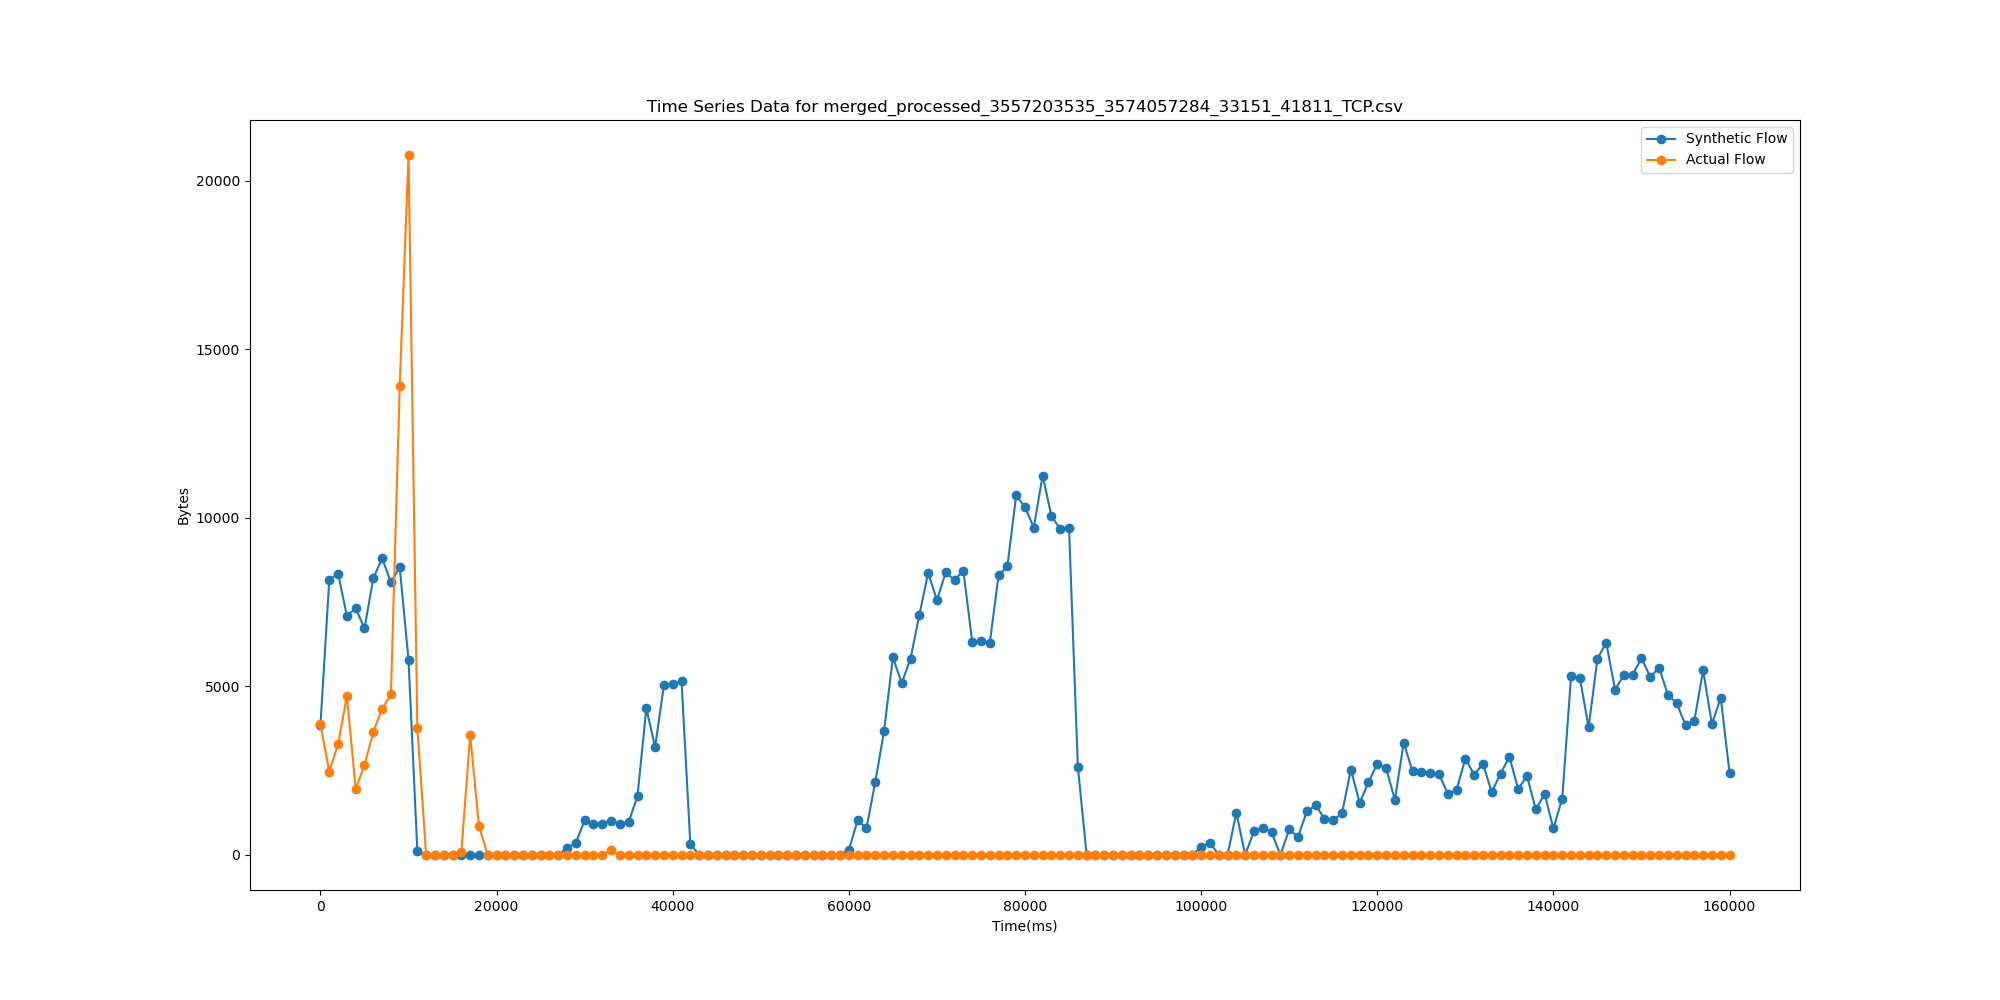 Time Series Data for merged_processed_3557203535_3574057284_33151_41811_TCP.csv
Synthetic Flow
Actual Flow
20000
15000
10000
5000
0
Bytes
0 20000 40000 60000 80000 100000 120000 140000 160000
Time(ms)